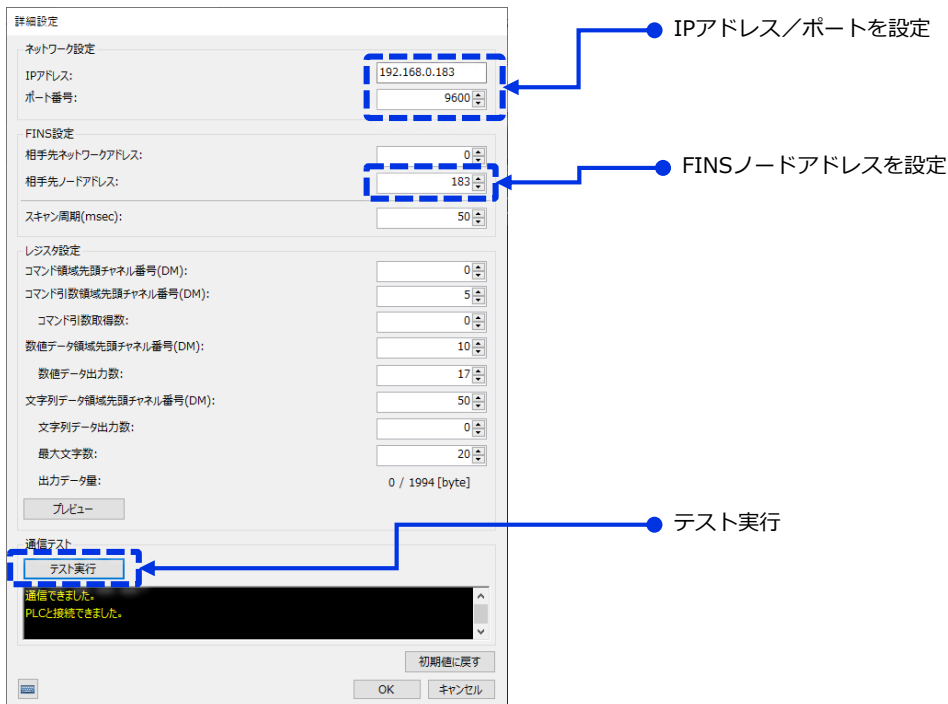 詳細設定
IPアドレス／ポートを設定
ネットワーク設定
IPアドレス: 192.168.0.183
ポート番号: 9600
FINS設定
相手先ネットワークアドレス: 0
FINSノードアドレスを設定
相手先ノードアドレス: 183
スキャン周期(msec): 50
レジスタ設定
コマンド領域先頭チャネル番号(DM): 0
コマンド引数領域先頭チャネル番号(DM): 5
コマンド引数取得数: 0
数値データ領域先頭チャネル番号(DM): 10
数値データ出力数: 17
文字列データ領域先頭チャネル番号(DM): 50
文字列データ出力数: 0
最大文字数: 20
出力データ量: 0 / 1994 [byte]
プレビュー
テスト実行
通信テスト
テスト実行
通信できました。
PLCと接続できました。
初期値に戻す
OK キャンセル